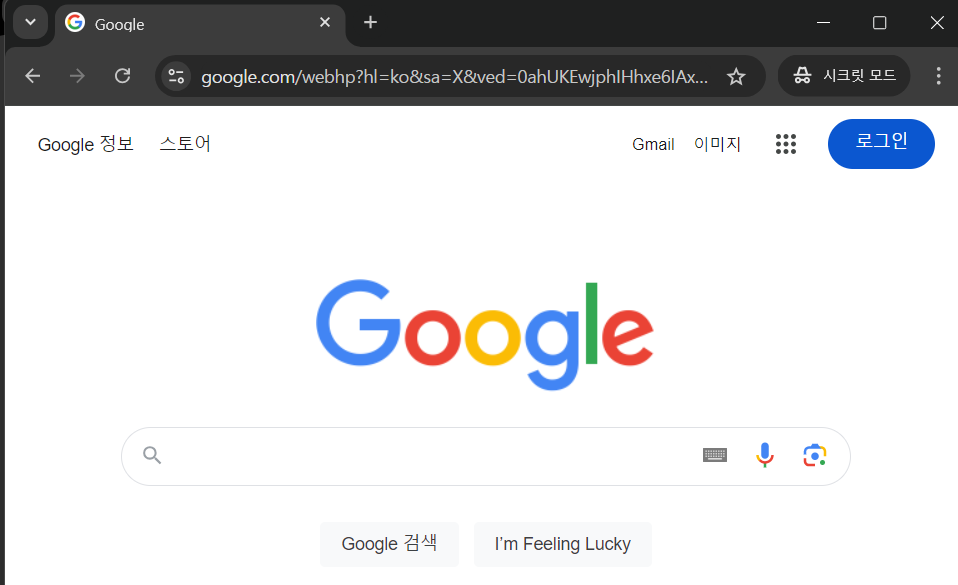 Google
google.com/webhp?hl=ko&sa=X&ved=0ahUKEwjphIHhxe6IAx...
시크릿 모드
Google 정보 스토어 Gmail 이미지 로그인
Google
Google 검색 I'm Feeling Lucky